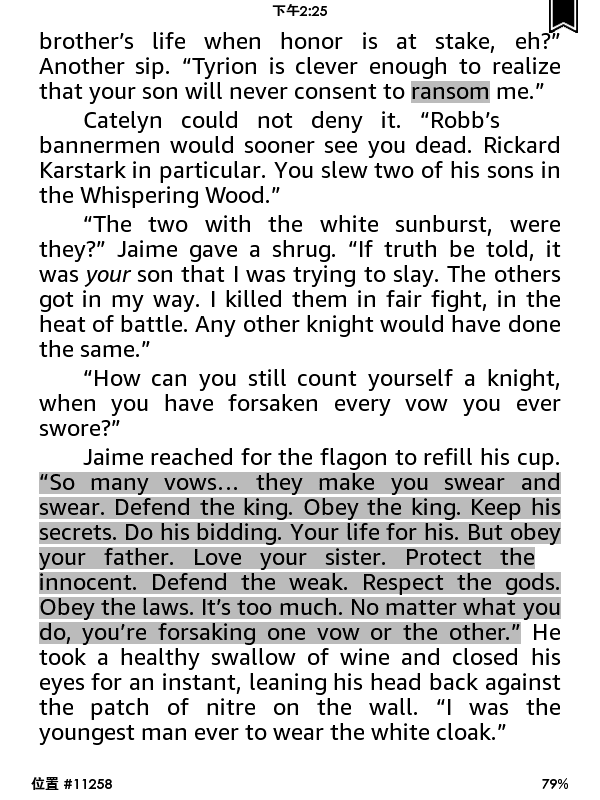 下午2:25
brother’s life when honor is at stake, eh?”
Another sip. “Tyrion is clever enough to realize
that your son will never consent to ransom me.”
Catelyn could not deny it. “Robb’s
bannermen would sooner see you dead. Rickard
Karstark in particular. You slew two of his sons in
the Whispering Wood.”
“The two with the white sunburst, were
they?” Jaime gave a shrug. “If truth be told, it
was your son that I was trying to slay. The others
got in my way. I killed them in fair fight, in the
heat of battle. Any other knight would have done
the same.”
“How can you still count yourself a knight,
when you have forsaken every vow you ever
swore?”
Jaime reached for the flagon to refill his cup.
“So many vows… they make you swear and
swear. Defend the king. Obey the king. Keep his
secrets. Do his bidding. Your life for his. But obey
your father. Love your sister. Protect the
innocent. Defend the weak. Respect the gods.
Obey the laws. It’s too much. No matter what you
do, you’re forsaking one vow or the other.” He
took a healthy swallow of wine and closed his
eyes for an instant, leaning his head back against
the patch of nitre on the wall. “I was the
youngest man ever to wear the white cloak.”
位置 #11258
79%